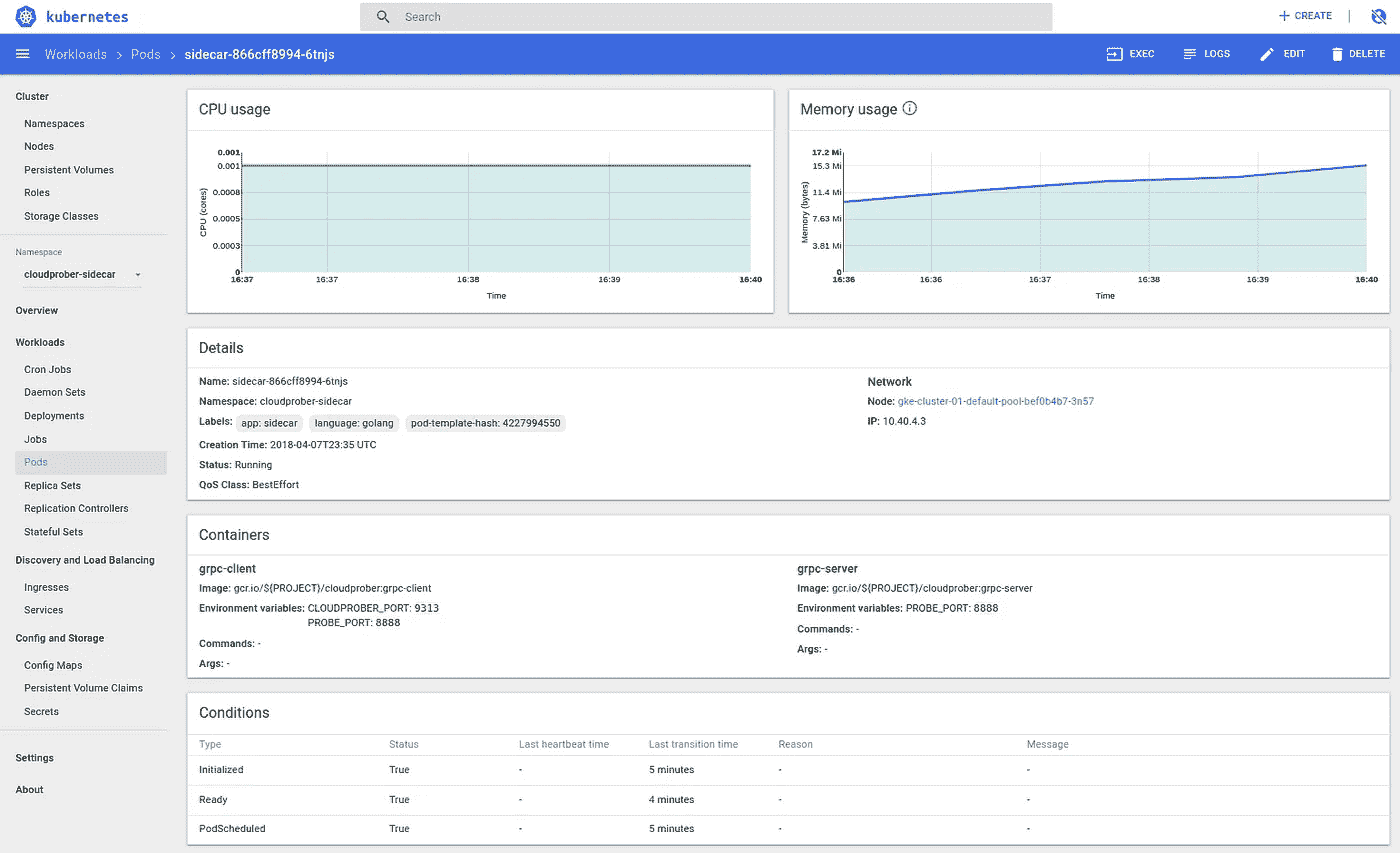 kubernetes
Search
CREATE
Workloads > Pods > sidecar-866cff8994-6tnjs
EXEC
LOGS
EDIT
DELETE
Cluster
Namespaces
Nodes
Persistent Volumes
Roles
Storage Classes
Namespace
cloudprober-sidecar
Overview
Workloads
Cron Jobs
Daemon Sets
Deployments
Jobs
Pods
Replica Sets
Replication Controllers
Stateful Sets
Discovery and Load Balancing
Ingresses
Services
Config and Storage
Config Maps
Persistent Volume Claims
Secrets
Settings
About
CPU usage
CPU (cores)
0.001
0.001
0.0008
0.0005
0.0003
0
16:37 16:37 16:38 16:39 16:40
Time
Memory usage
Memory (bytes)
17.2 Mi
15.3 Mi
11.4 Mi
7.63 Mi
3.81 Mi
0
16:36 16:36 16:37 16:38 16:39 16:40
Time
Details
Name: sidecar-866cff8994-6tnjs
Namespace: cloudprober-sidecar
Labels: app: sidecar language: golang pod-template-hash: 4227994550
Creation Time: 2018-04-07T23:35 UTC
Status: Running
QoS Class: BestEffort
Network
Node: gke-cluster-01-default-pool-bef0b4b7-3n57
IP: 10.40.4.3
Containers
grpc-client
Image: gcr.io/${PROJECT}/cloudprober:grpc-client
Environment variables: CLOUDPROBER_PORT: 9313
PROBE_PORT: 8888
Commands: -
Args: -
grpc-server
Image: gcr.io/${PROJECT}/cloudprober:grpc-server
Environment variables: PROBE_PORT: 8888
Commands: -
Args: -
Conditions
Type Status Last heartbeat time Last transition time Reason Message
Initialized True - 5 minutes - -
Ready True - 4 minutes - -
PodScheduled True - 5 minutes - -